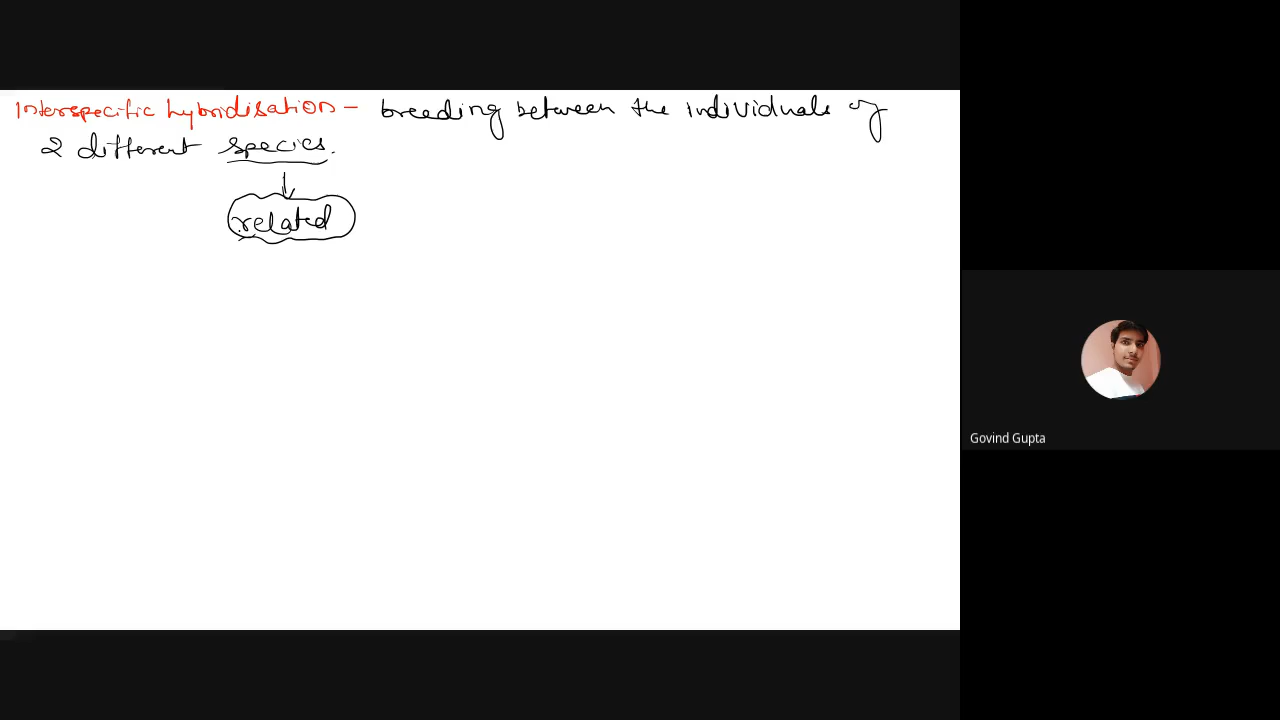 Interspecific hybridisation - breeding between the individuals of
2 different species.
related
Govind Gupta